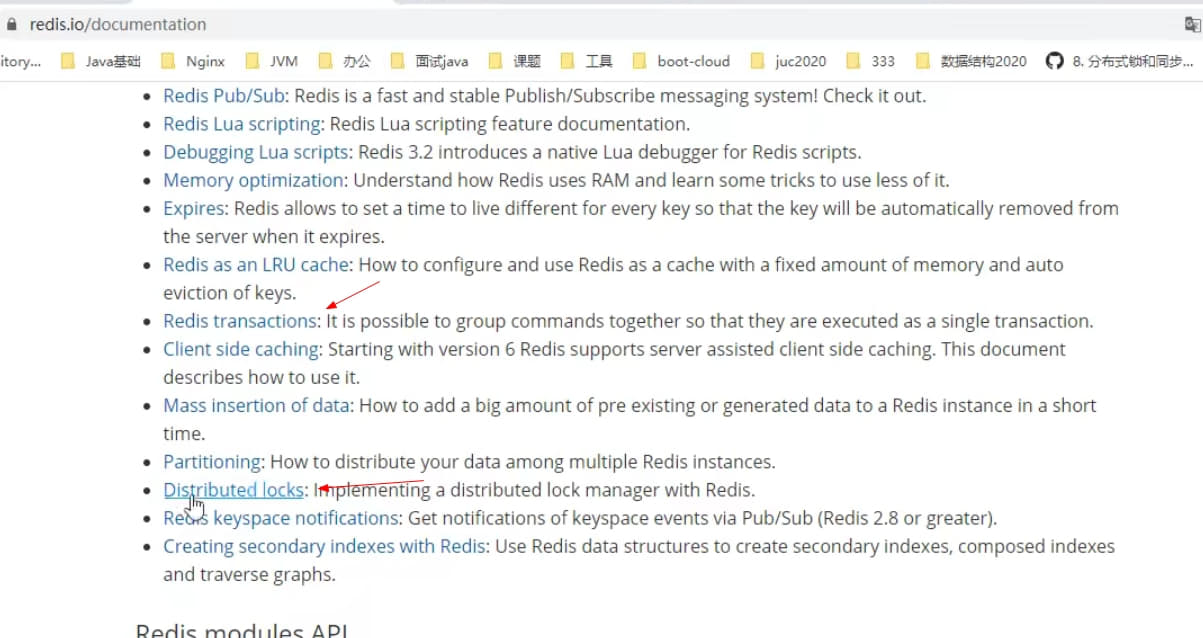 redis.io/documentation
itory... Java基础 Nginx JVM 办公 面试java 课题 工具 boot-cloud juc2020 333 数据结构2020 8. 分布式锁和同步...
Redis Pub/Sub: Redis is a fast and stable Publish/Subscribe messaging system! Check it out.
Redis Lua scripting: Redis Lua scripting feature documentation.
Debugging Lua scripts: Redis 3.2 introduces a native Lua debugger for Redis scripts.
Memory optimization: Understand how Redis uses RAM and learn some tricks to use less of it.
Expires: Redis allows to set a time to live different for every key so that the key will be automatically removed from
the server when it expires.
Redis as an LRU cache: How to configure and use Redis as a cache with a fixed amount of memory and auto
eviction of keys.
Redis transactions: It is possible to group commands together so that they are executed as a single transaction.
Client side caching: Starting with version 6 Redis supports server assisted client side caching. This document
describes how to use it.
Mass insertion of data: How to add a big amount of pre existing or generated data to a Redis instance in a short
time.
Partitioning: How to distribute your data among multiple Redis instances.
Distributed locks: Implementing a distributed lock manager with Redis.
Redis keyspace notifications: Get notifications of keyspace events via Pub/Sub (Redis 2.8 or greater).
Creating secondary indexes with Redis: Use Redis data structures to create secondary indexes, composed indexes
and traverse graphs.
Redis modules API